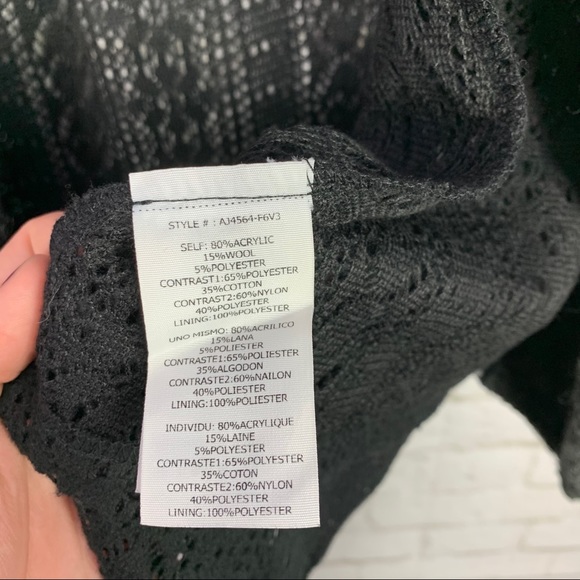 STYLE # : AJ4564-F6V3
SELF: 80%ACRYLIC
15%WOOL
5%POLYESTER
CONTRAST1:65%POLYESTER
35%COTTON
CONTRAST2:60%NYLON
40%POLYESTER
LINING:100%POLYESTER
UNO MISMO: 80%ACRILICO
15%LANA
5%POLIESTER
CONTRASTE1:65%POLIESTER
35%ALGODON
CONTRASTE2:60%NAILON
40%POLIESTER
LINING:100%POLIESTER
INDIVIDU: 80%ACRYLIQUE
15%LAINE
5%POLYESTER
CONTRASTE1:65%POLYESTER
35%COTON
CONTRASTE2:60%NYLON
40%POLYESTER
LINING:100%POLYESTER